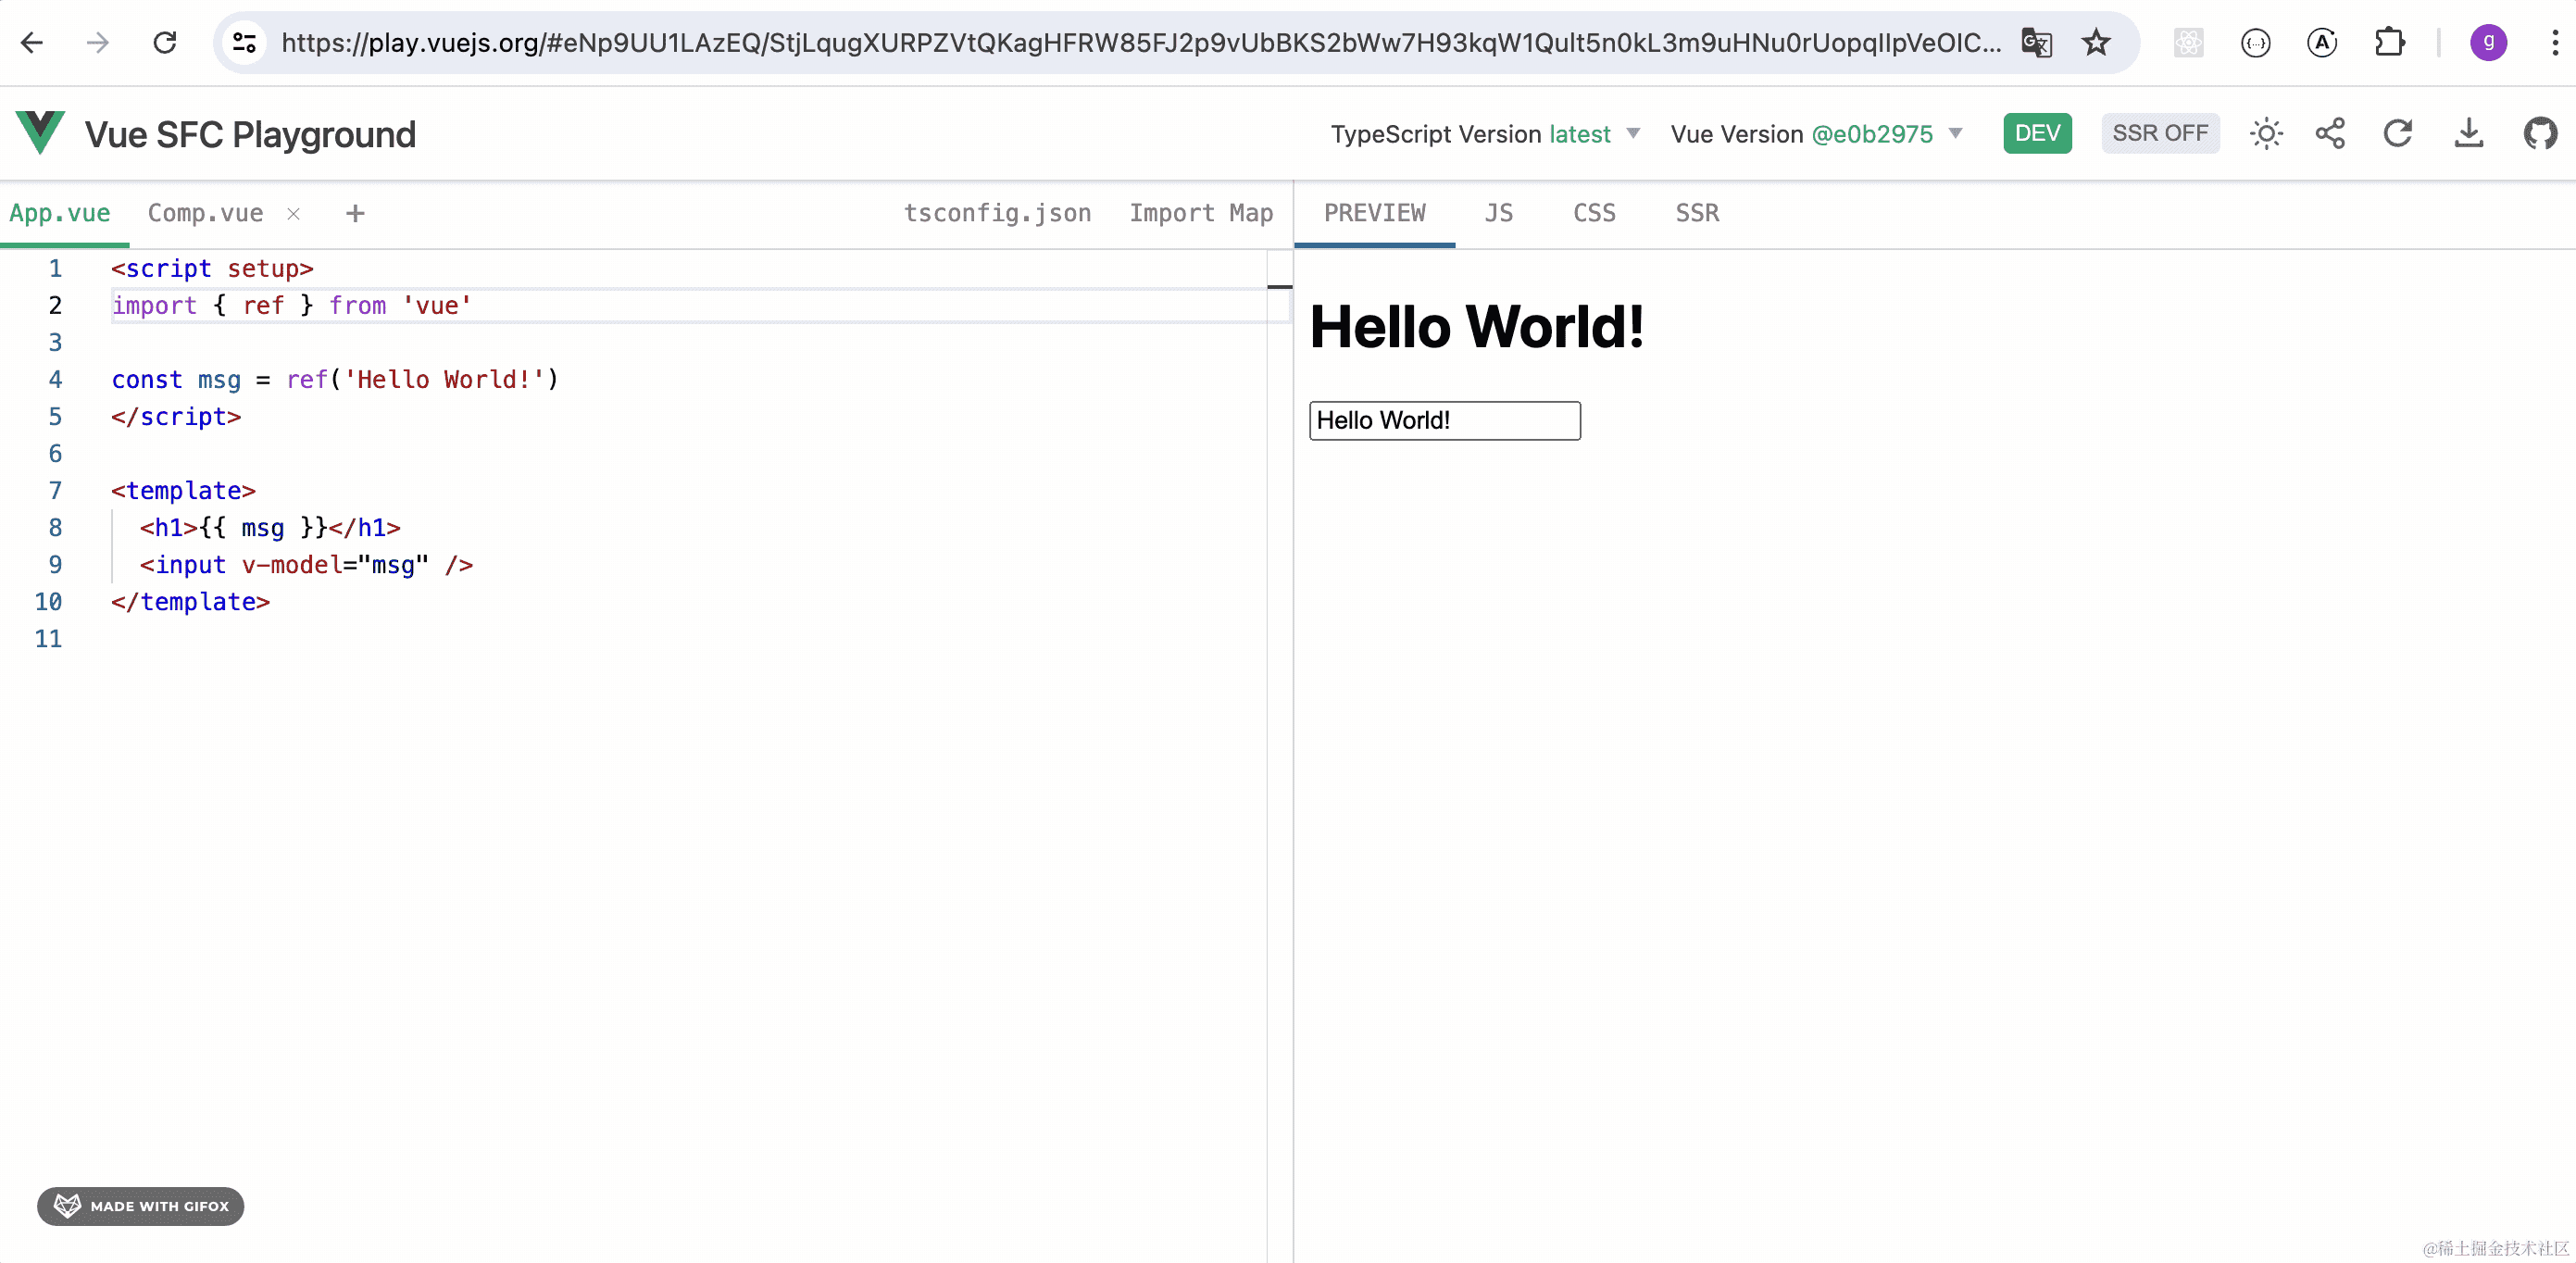 https://play.vuejs.org/#eNp9UU1LAzEQ/StjLqugXURPZVtQKagHFRW85FJ2p9vUbBKS2bWw7H93kqW1Qult5n0kL3m9uHNu0rUopqIIpVeOIC...
g
Vue SFC Playground
TypeScript Version latest Vue Version @e0b2975 DEV SSR OFF
App.vue Comp.vue × + tsconfig.json Import Map PREVIEW JS CSS SSR
1 <script setup>
2 import { ref } from 'vue'
3
4 const msg = ref('Hello World!')
5 </script>
6
7 <template>
8 <h1>{{ msg }}</h1>
9 <input v-model="msg" />
10 </template>
11
Hello World!
Hello World!
MADE WITH GIFOX
@稀土掘金技术社区